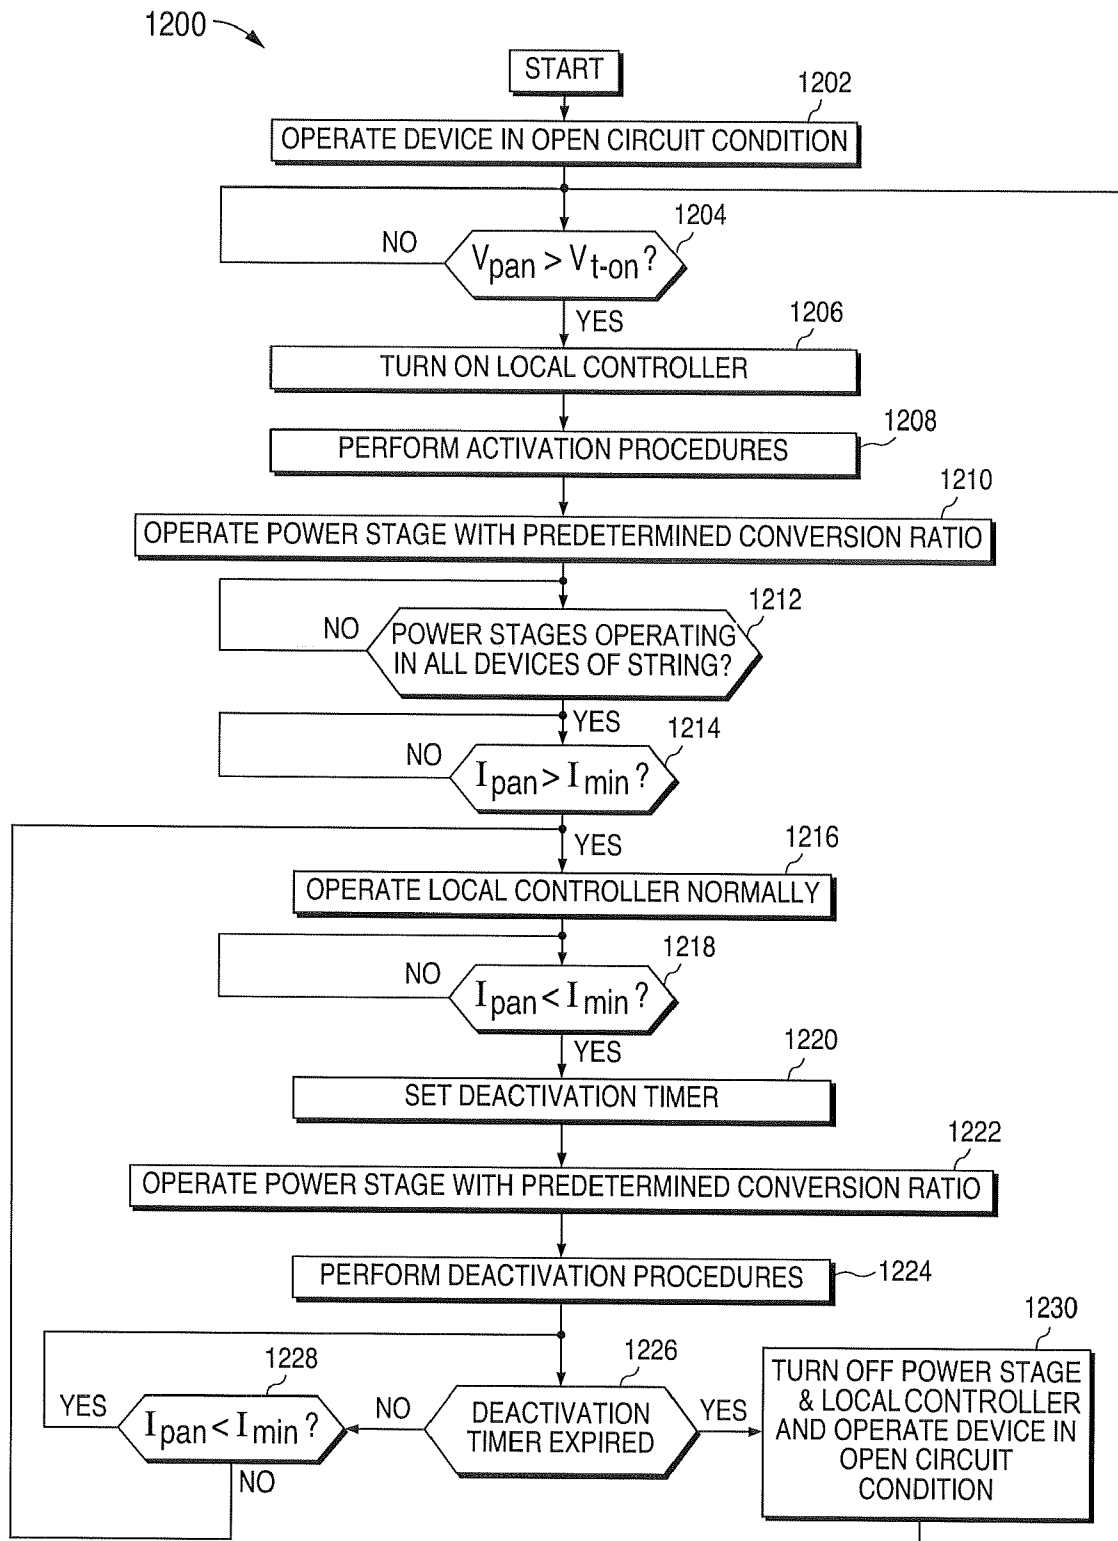 1200
START
1202
OPERATE DEVICE IN OPEN CIRCUIT CONDITION
1204
NO
Vpan > Vt-on ?
YES
1206
TURN ON LOCAL CONTROLLER
1208
PERFORM ACTIVATION PROCEDURES
1210
OPERATE POWER STAGE WITH PREDETERMINED CONVERSION RATIO
1212
NO
POWER STAGES OPERATING
IN ALL DEVICES OF STRING?
YES
1214
NO
Ipan > Imin ?
YES
1216
OPERATE LOCAL CONTROLLER NORMALLY
1218
NO
Ipan < Imin ?
YES
1220
SET DEACTIVATION TIMER
1222
OPERATE POWER STAGE WITH PREDETERMINED CONVERSION RATIO
PERFORM DEACTIVATION PROCEDURES
1224
1228
YES
Ipan < Imin ?
NO
NO
1226
DEACTIVATION
TIMER EXPIRED
YES
1230
TURN OFF POWER STAGE
& LOCAL CONTROLLER
AND OPERATE DEVICE IN
OPEN CIRCUIT
CONDITION